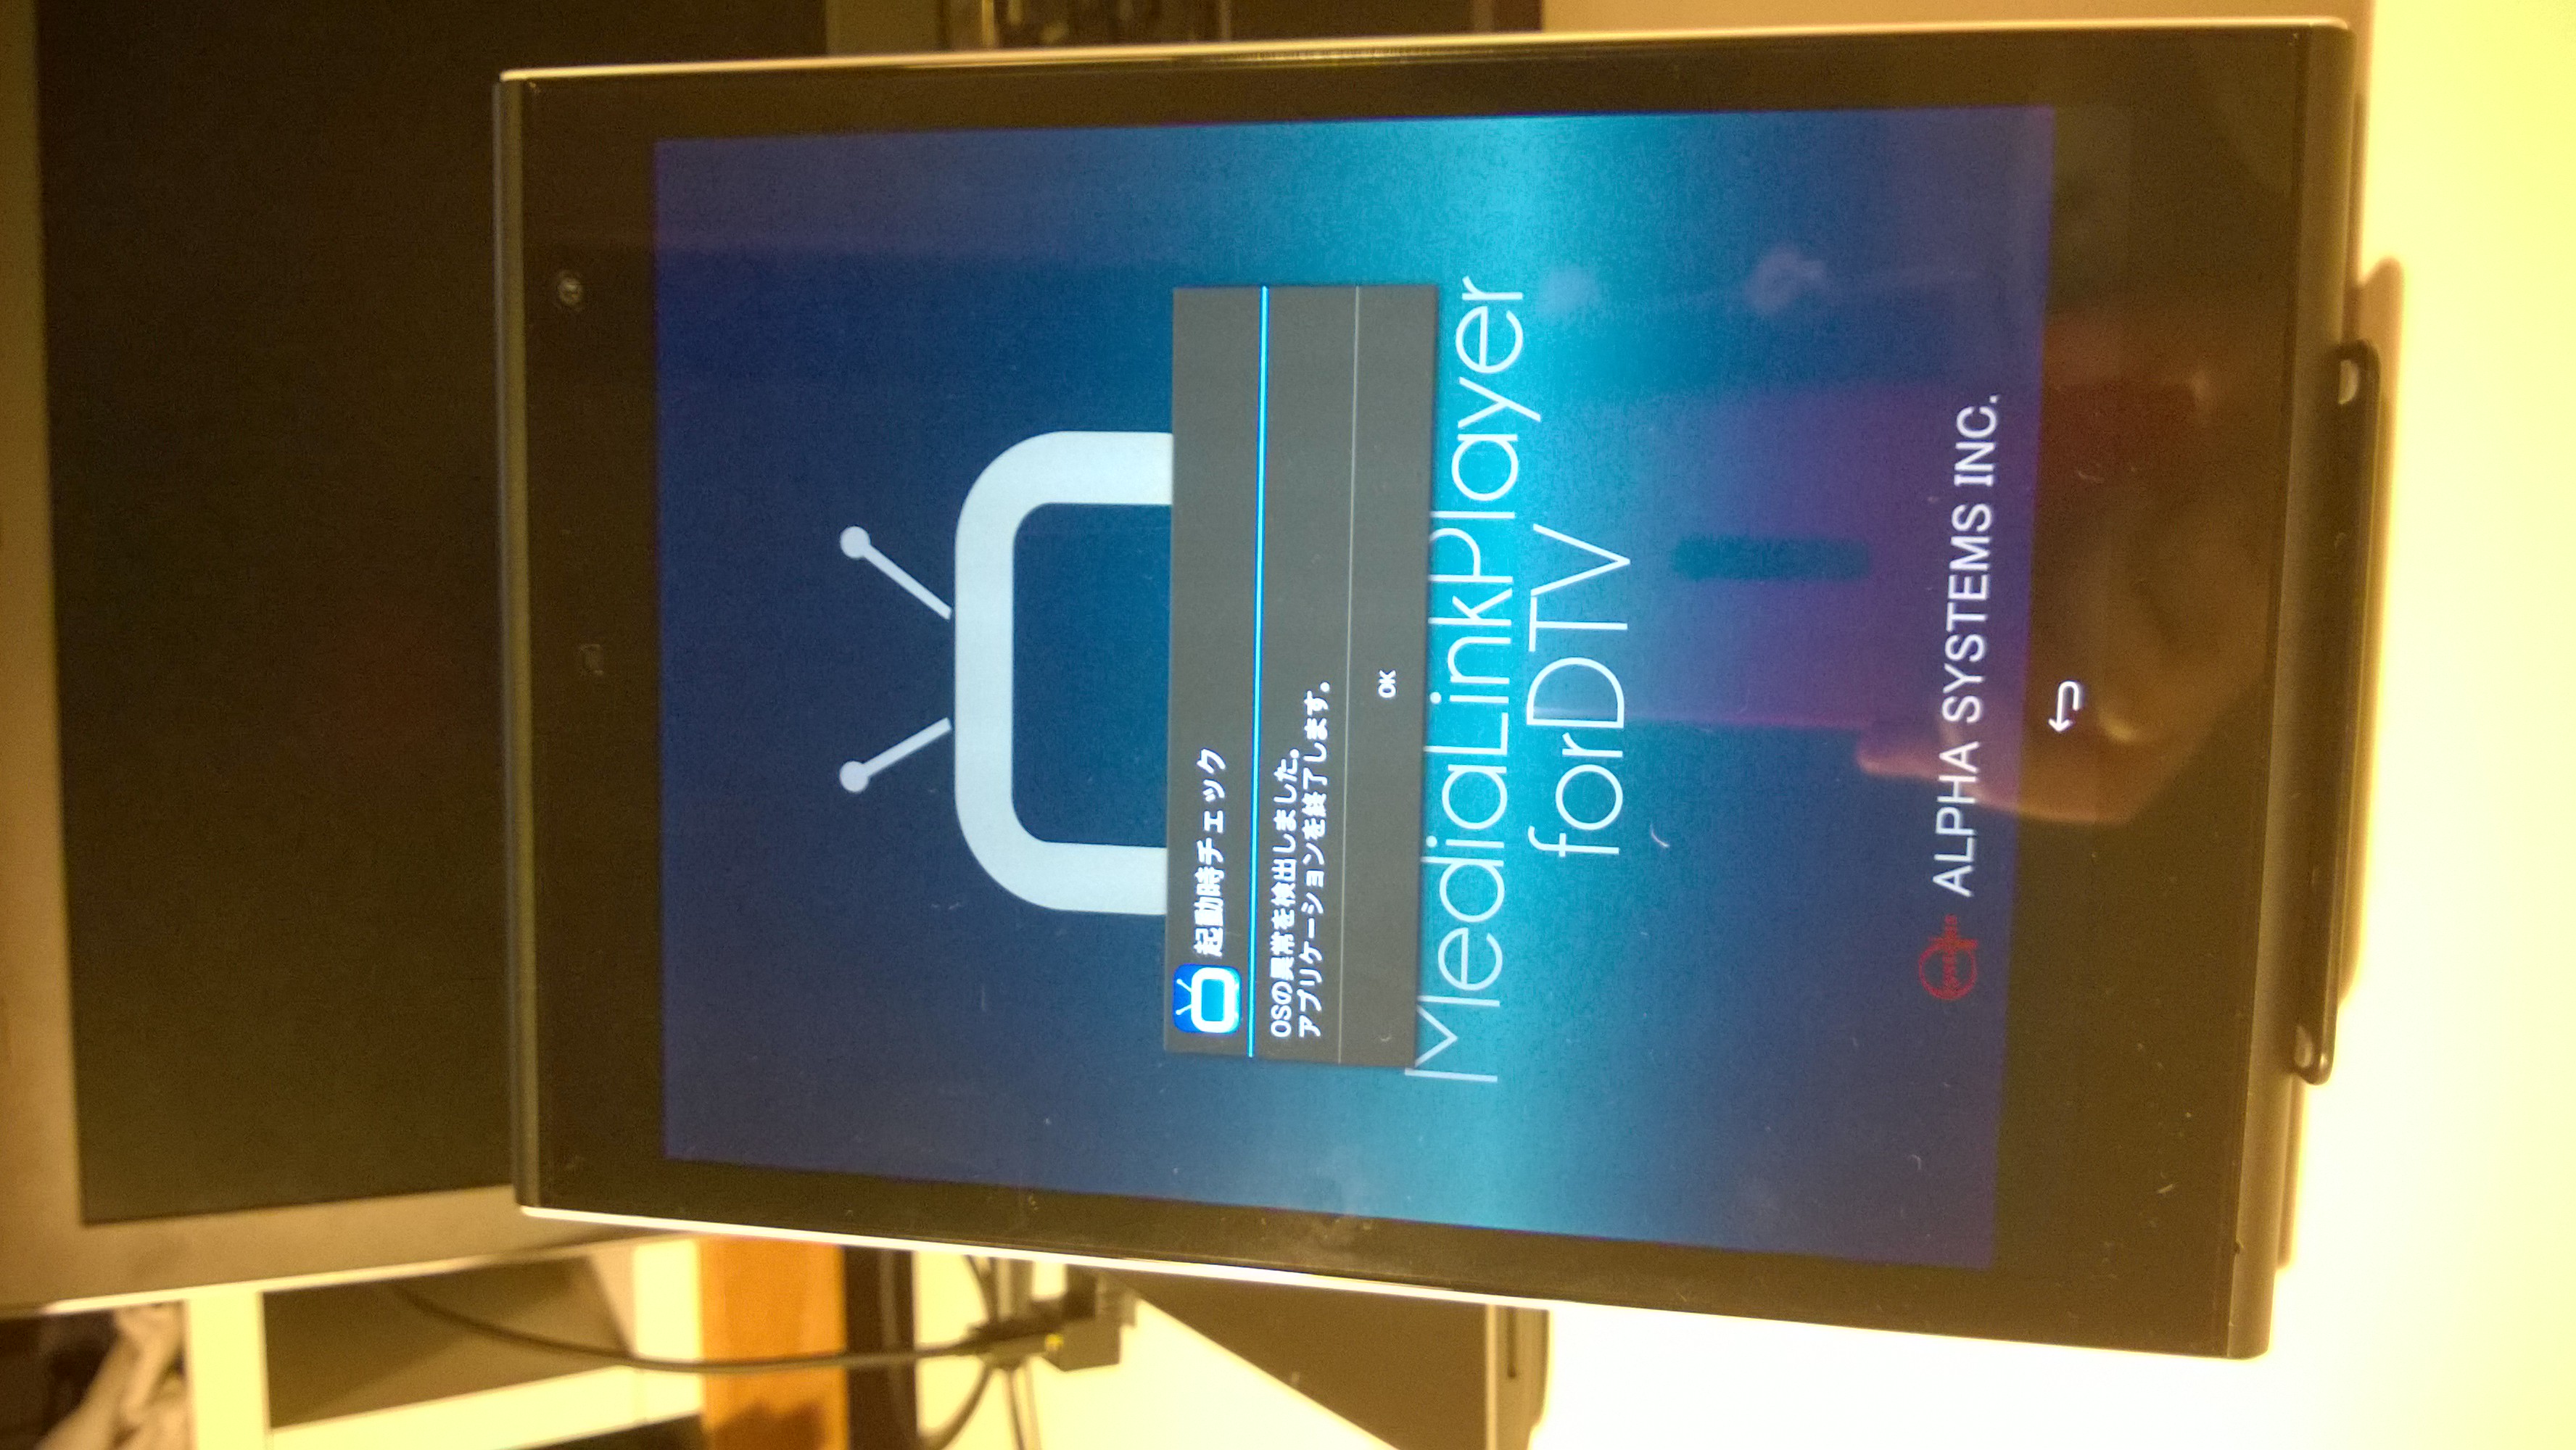 起動時チェック
OSの異常を検出しました。
アプリケーションを終了します。
OK
MediaLinkPlayer
forDTV
ALPHA SYSTEMS INC.